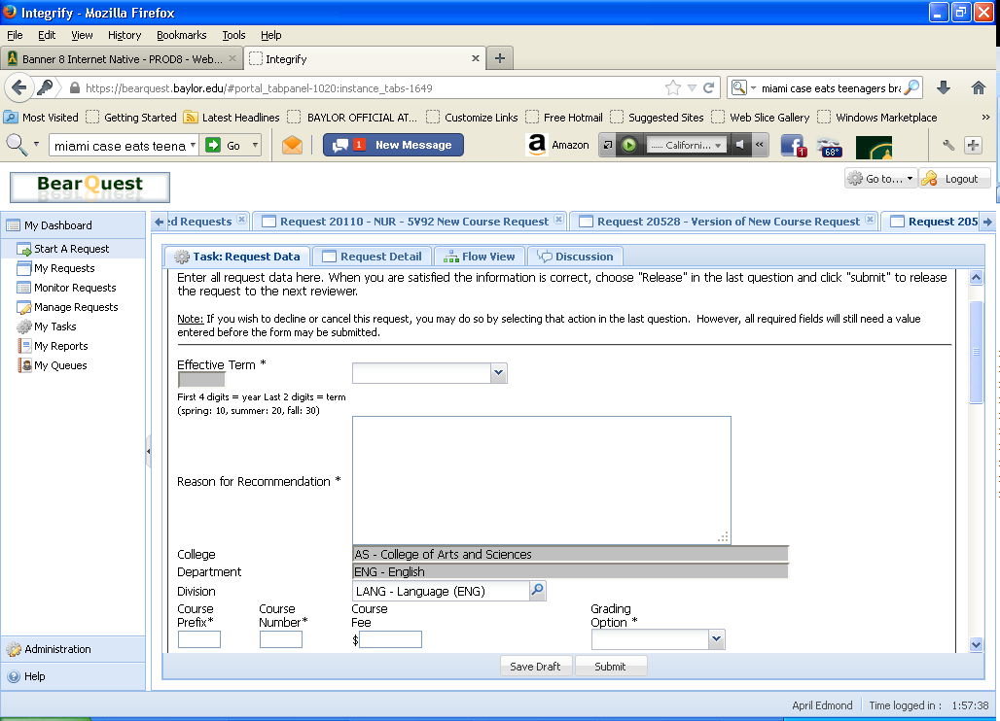 Integrify - Mozilla Firefox
File Edit View History Bookmarks Tools Help
Banner 8 Internet Native - PROD8 - Web... Integrify
https://bearquest.baylor.edu/#portal_tabpanel-1020:instance_tabs-1649 miami case eats teenagers br
Most Visited Getting Started Latest Headlines BAYLOR OFFICIAL AT... Customize Links Free Hotmail Suggested Sites Web Slice Gallery Windows Marketplace »
miami case eats teena Go 1 New Message a Amazon ...... Californi... « 1 68°
BearQuest Go to... Logout
My Dashboard
Start A Request
My Requests
Monitor Requests
Manage Requests
My Tasks
My Reports
My Queues
Administration
Help
ed Requests Request 20110 - NUR - 5V92 New Course Request Request 20528 - Version of New Course Request Request 205
Task: Request Data Request Detail Flow View Discussion
Enter all request data here. When you are satisfied the information is correct, choose "Release" in the last question and click "submit" to release
the request to the next reviewer.
Note: If you wish to decline or cancel this request, you may do so by selecting that action in the last question. However, all required fields will still need a value
entered before the form may be submitted.
Effective Term *
First 4 digits = year Last 2 digits = term
(spring: 10, summer: 20, fall: 30)
Reason for Recommendation *
College AS - College of Arts and Sciences
Department ENG - English
Division LANG - Language (ENG)
Course Course Course Grading
Prefix* Number* Fee Option *
$
Save Draft Submit
April Edmond Time logged in : 1:57:38